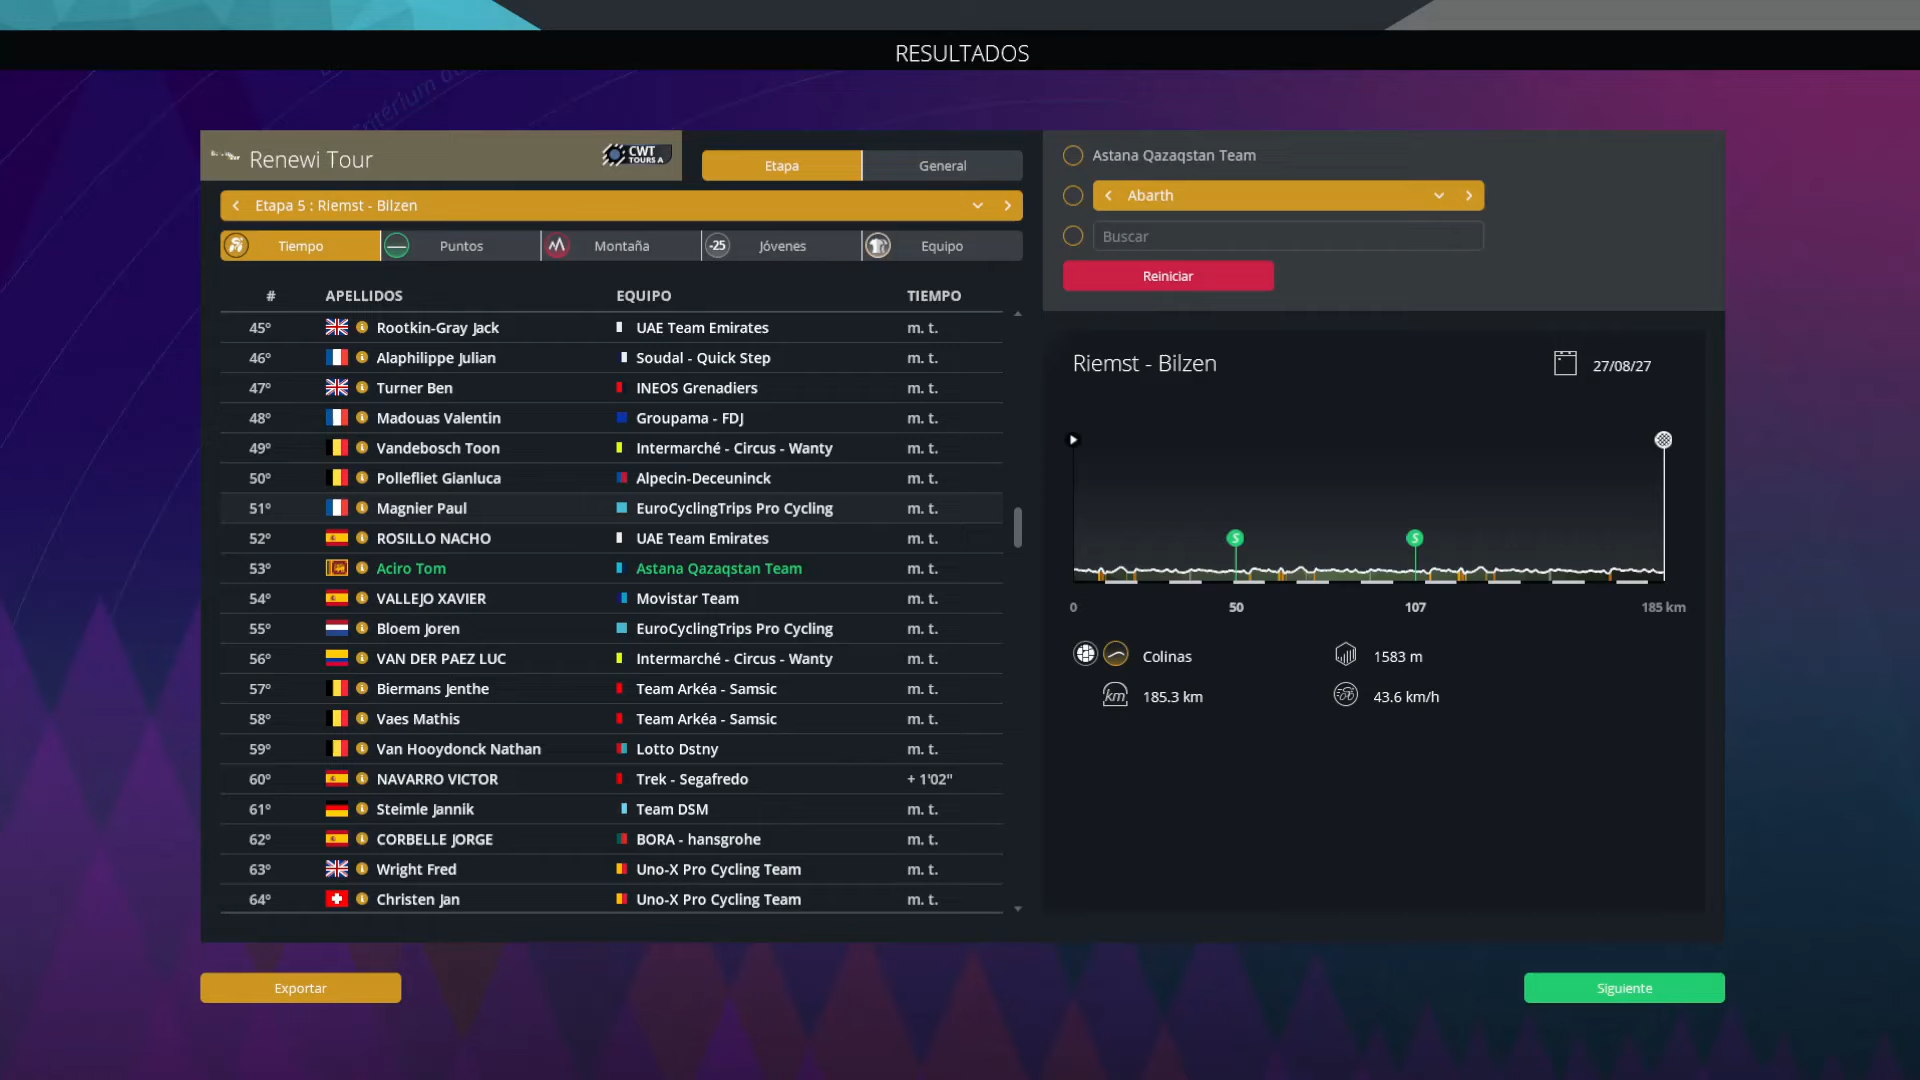 RESULTADOS
Renewi Tour
CWT
TOURS A
Etapa
General
Etapa 5 : Riemst - Bilzen
Tiempo
Puntos
Montaña
-25
Jóvenes
Equipo
# APELLIDOS EQUIPO TIEMPO
45º Rootkin-Gray Jack UAE Team Emirates m. t.
46º Alaphilippe Julian Soudal - Quick Step m. t.
47º Turner Ben INEOS Grenadiers m. t.
48º Madouas Valentin Groupama - FDJ m. t.
49º Vandebosch Toon Intermarché - Circus - Wanty m. t.
50º Pollefliet Gianluca Alpecin-Deceuninck m. t.
51º Magnier Paul EuroCyclingTrips Pro Cycling m. t.
52º ROSILLO NACHO UAE Team Emirates m. t.
53º Aciro Tom Astana Qazaqstan Team m. t.
54º VALLEJO XAVIER Movistar Team m. t.
55º Bloem Joren EuroCyclingTrips Pro Cycling m. t.
56º VAN DER PAEZ LUC Intermarché - Circus - Wanty m. t.
57º Biermans Jenthe Team Arkéa - Samsic m. t.
58º Vaes Mathis Team Arkéa - Samsic m. t.
59º Van Hooydonck Nathan Lotto Dstny m. t.
60º NAVARRO VICTOR Trek - Segafredo + 1'02"
61º Steimle Jannik Team DSM m. t.
62º CORBELLE JORGE BORA - hansgrohe m. t.
63º Wright Fred Uno-X Pro Cycling Team m. t.
64º Christen Jan Uno-X Pro Cycling Team m. t.
Astana Qazaqstan Team
Abarth
Buscar
Reiniciar
Riemst - Bilzen
27/08/27
S S
0 50 107 185 km
Colinas
1583 m
km 185.3 km
43.6 km/h
Exportar
Siguiente